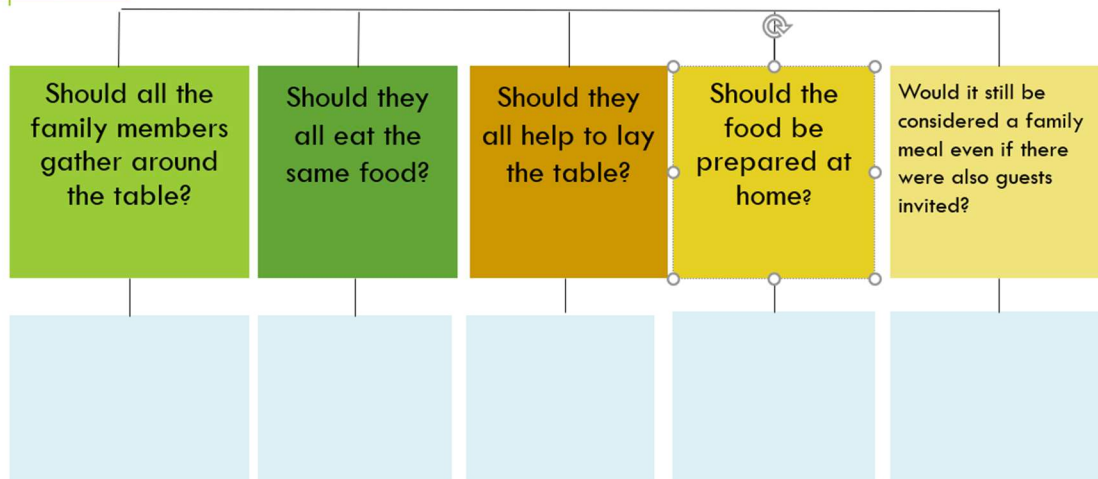 Should all the
family members
gather around
the table?
Should they
all eat the
same food?
Should they
all help to lay
the table?
Should the
food be
prepared at
home?
Would it still be
considered a family
meal even if there
were also guests
invited?